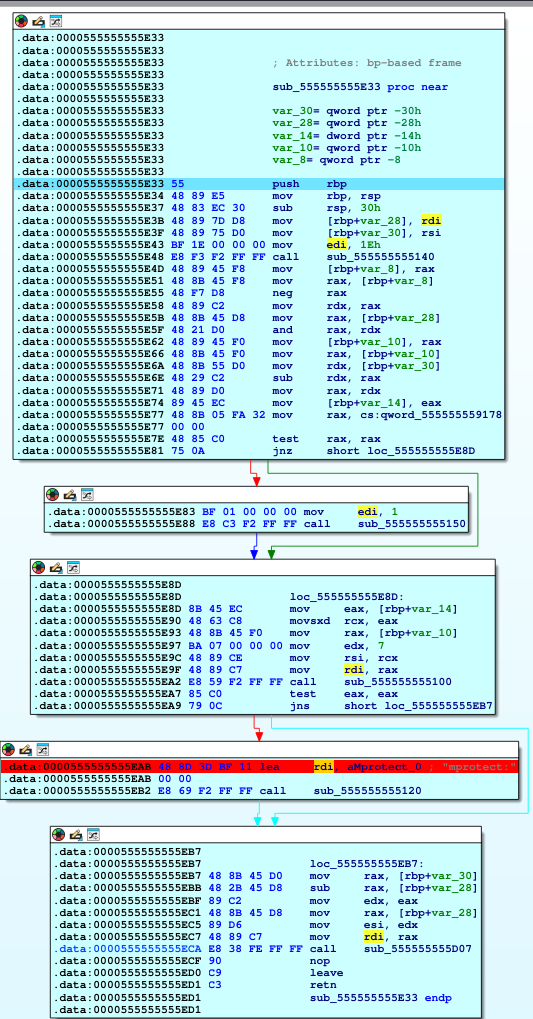 .data:0000555555555E33
.data:0000555555555E33
.data:0000555555555E33 ; Attributes: bp-based frame
.data:0000555555555E33
.data:0000555555555E33 sub_555555555E33 proc near
.data:0000555555555E33
.data:0000555555555E33 var_30= qword ptr -30h
.data:0000555555555E33 var_28= qword ptr -28h
.data:0000555555555E33 var_14= dword ptr -14h
.data:0000555555555E33 var_10= qword ptr -10h
.data:0000555555555E33 var_8= qword ptr -8
.data:0000555555555E33
.data:0000555555555E33 55 push rbp
.data:0000555555555E34 48 89 E5 mov rbp, rsp
.data:0000555555555E37 48 83 EC 30 sub rsp, 30h
.data:0000555555555E3B 48 89 7D D8 mov [rbp+var_28], rdi
.data:0000555555555E3F 48 89 75 D0 mov [rbp+var_30], rsi
.data:0000555555555E43 BF 1E 00 00 00 mov edi, 1Eh
.data:0000555555555E48 E8 F3 F2 FF FF call sub_555555555140
.data:0000555555555E4D 48 89 45 F8 mov [rbp+var_8], rax
.data:0000555555555E51 48 8B 45 F8 mov rax, [rbp+var_8]
.data:0000555555555E55 48 F7 D8 neg rax
.data:0000555555555E58 48 89 C2 mov rdx, rax
.data:0000555555555E5B 48 8B 45 D8 mov rax, [rbp+var_28]
.data:0000555555555E5F 48 21 D0 and rax, rdx
.data:0000555555555E62 48 89 45 F0 mov [rbp+var_10], rax
.data:0000555555555E66 48 8B 45 F0 mov rax, [rbp+var_10]
.data:0000555555555E6A 48 8B 55 D0 mov rdx, [rbp+var_30]
.data:0000555555555E6E 48 29 C2 sub rdx, rax
.data:0000555555555E71 48 89 D0 mov rax, rdx
.data:0000555555555E74 89 45 EC mov [rbp+var_14], eax
.data:0000555555555E77 48 8B 05 FA 32 mov rax, cs:qword_555555559178
.data:0000555555555E77 00 00
.data:0000555555555E7E 48 85 C0 test rax, rax
.data:0000555555555E81 75 0A jnz short loc_555555555E8D
.data:0000555555555E83 BF 01 00 00 00 mov edi, 1
.data:0000555555555E88 E8 C3 F2 FF FF call sub_555555555150
.data:0000555555555E8D
.data:0000555555555E8D loc_555555555E8D:
.data:0000555555555E8D 8B 45 EC mov eax, [rbp+var_14]
.data:0000555555555E90 48 63 C8 movsxd rcx, eax
.data:0000555555555E93 48 8B 45 F0 mov rax, [rbp+var_10]
.data:0000555555555E97 BA 07 00 00 00 mov edx, 7
.data:0000555555555E9C 48 89 CE mov rsi, rcx
.data:0000555555555E9F 48 89 C7 mov rdi, rax
.data:0000555555555EA2 E8 59 F2 FF FF call sub_555555555100
.data:0000555555555EA7 85 C0 test eax, eax
.data:0000555555555EA9 79 0C jns short loc_555555555EB7
.data:0000555555555EAB 48 8D 3D BF 11 lea rdi, aMprotect_0 ; "mprotect:"
.data:0000555555555EAB 00 00
.data:0000555555555EB2 E8 69 F2 FF FF call sub_555555555120
.data:0000555555555EB7
.data:0000555555555EB7 loc_555555555EB7:
.data:0000555555555EB7 48 8B 45 D0 mov rax, [rbp+var_30]
.data:0000555555555EBB 48 2B 45 D8 sub rax, [rbp+var_28]
.data:0000555555555EBF 89 C2 mov edx, eax
.data:0000555555555EC1 48 8B 45 D8 mov rax, [rbp+var_28]
.data:0000555555555EC5 89 D6 mov esi, edx
.data:0000555555555EC7 48 89 C7 mov rdi, rax
.data:0000555555555ECA E8 38 FE FF FF call sub_555555555D07
.data:0000555555555ECF 90 nop
.data:0000555555555ED0 C9 leave
.data:0000555555555ED1 C3 retn
.data:0000555555555ED1 sub_555555555E33 endp
.data:0000555555555ED1